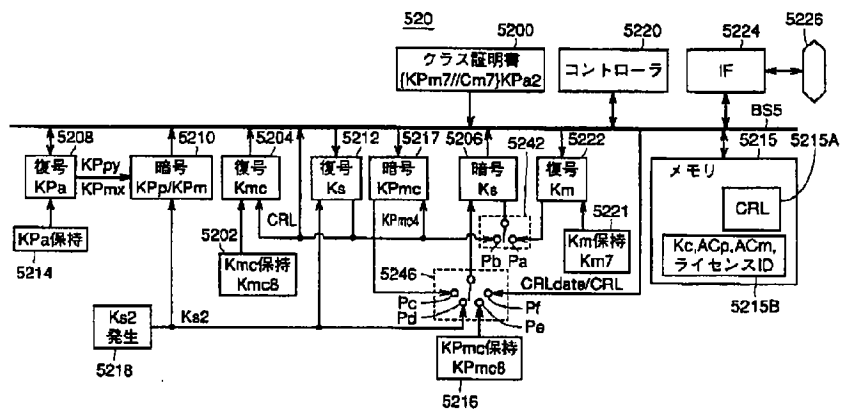 520
5200
5220
5224
5226
クラス証明書
{KPm7//Cm7}KPa2
コントローラ
IF
BS5
5208
5210
5204
5212
5217
5206
5242
5222
5215
5215A
復号
KPa
KPpy
KPmx
暗号
KPp/KPm
復号
Kmc
復号
Ks
暗号
KPmc
暗号
Ks
復号
Km
メモリ
CRL
Kc,ACp,ACm,
ライセンスID
5215B
KPa保持
5214
5202
CRL
KPmc4
Kmc保持
Kmc8
Pb
Pa
5221
Km保持
Km7
5246
CRLdate/CRL
Pc
Pd
Pf
Pe
Ks2
発生
Ks2
5218
KPmc保持
KPmc8
5216